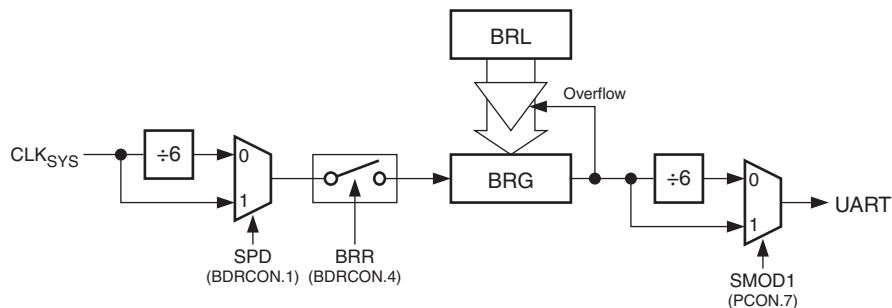 BRL
Overflow
CLKSYS
÷6
0
1
BRG
÷6
0
1
UART
SPD
(BDRCON.1)
BRR
(BDRCON.4)
SMOD1
(PCON.7)